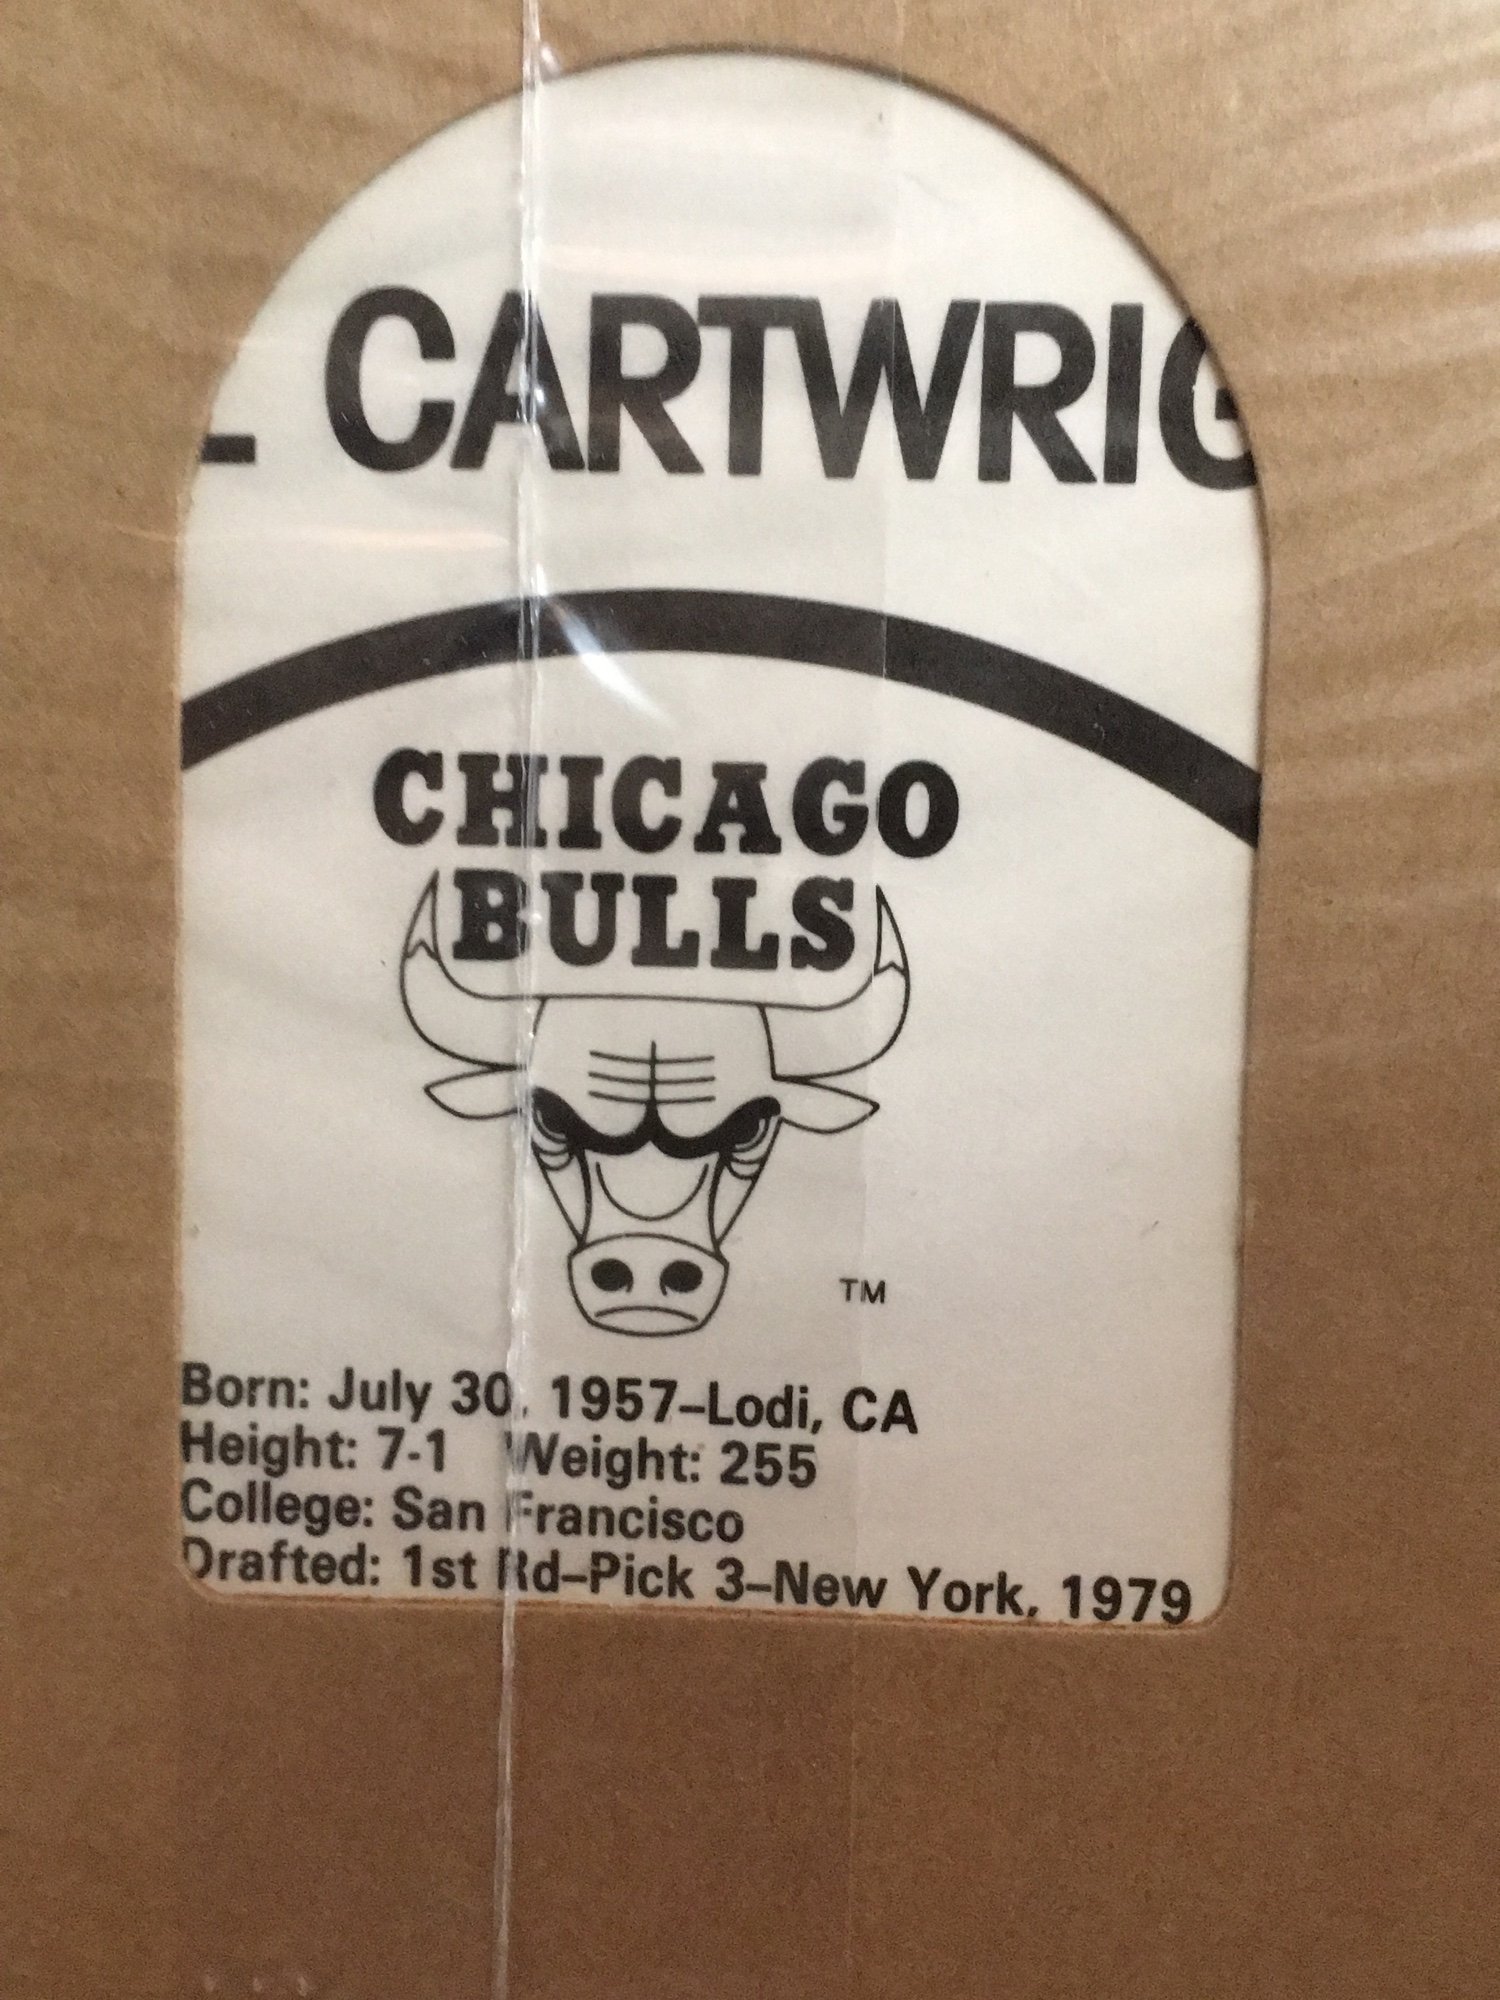 L CARTWRIG
CHICAGO
BULLS
TM
Born: July 30, 1957–Lodi, CA
Height: 7-1 Weight: 255
College: San Francisco
Drafted: 1st Rd–Pick 3–New York, 1979